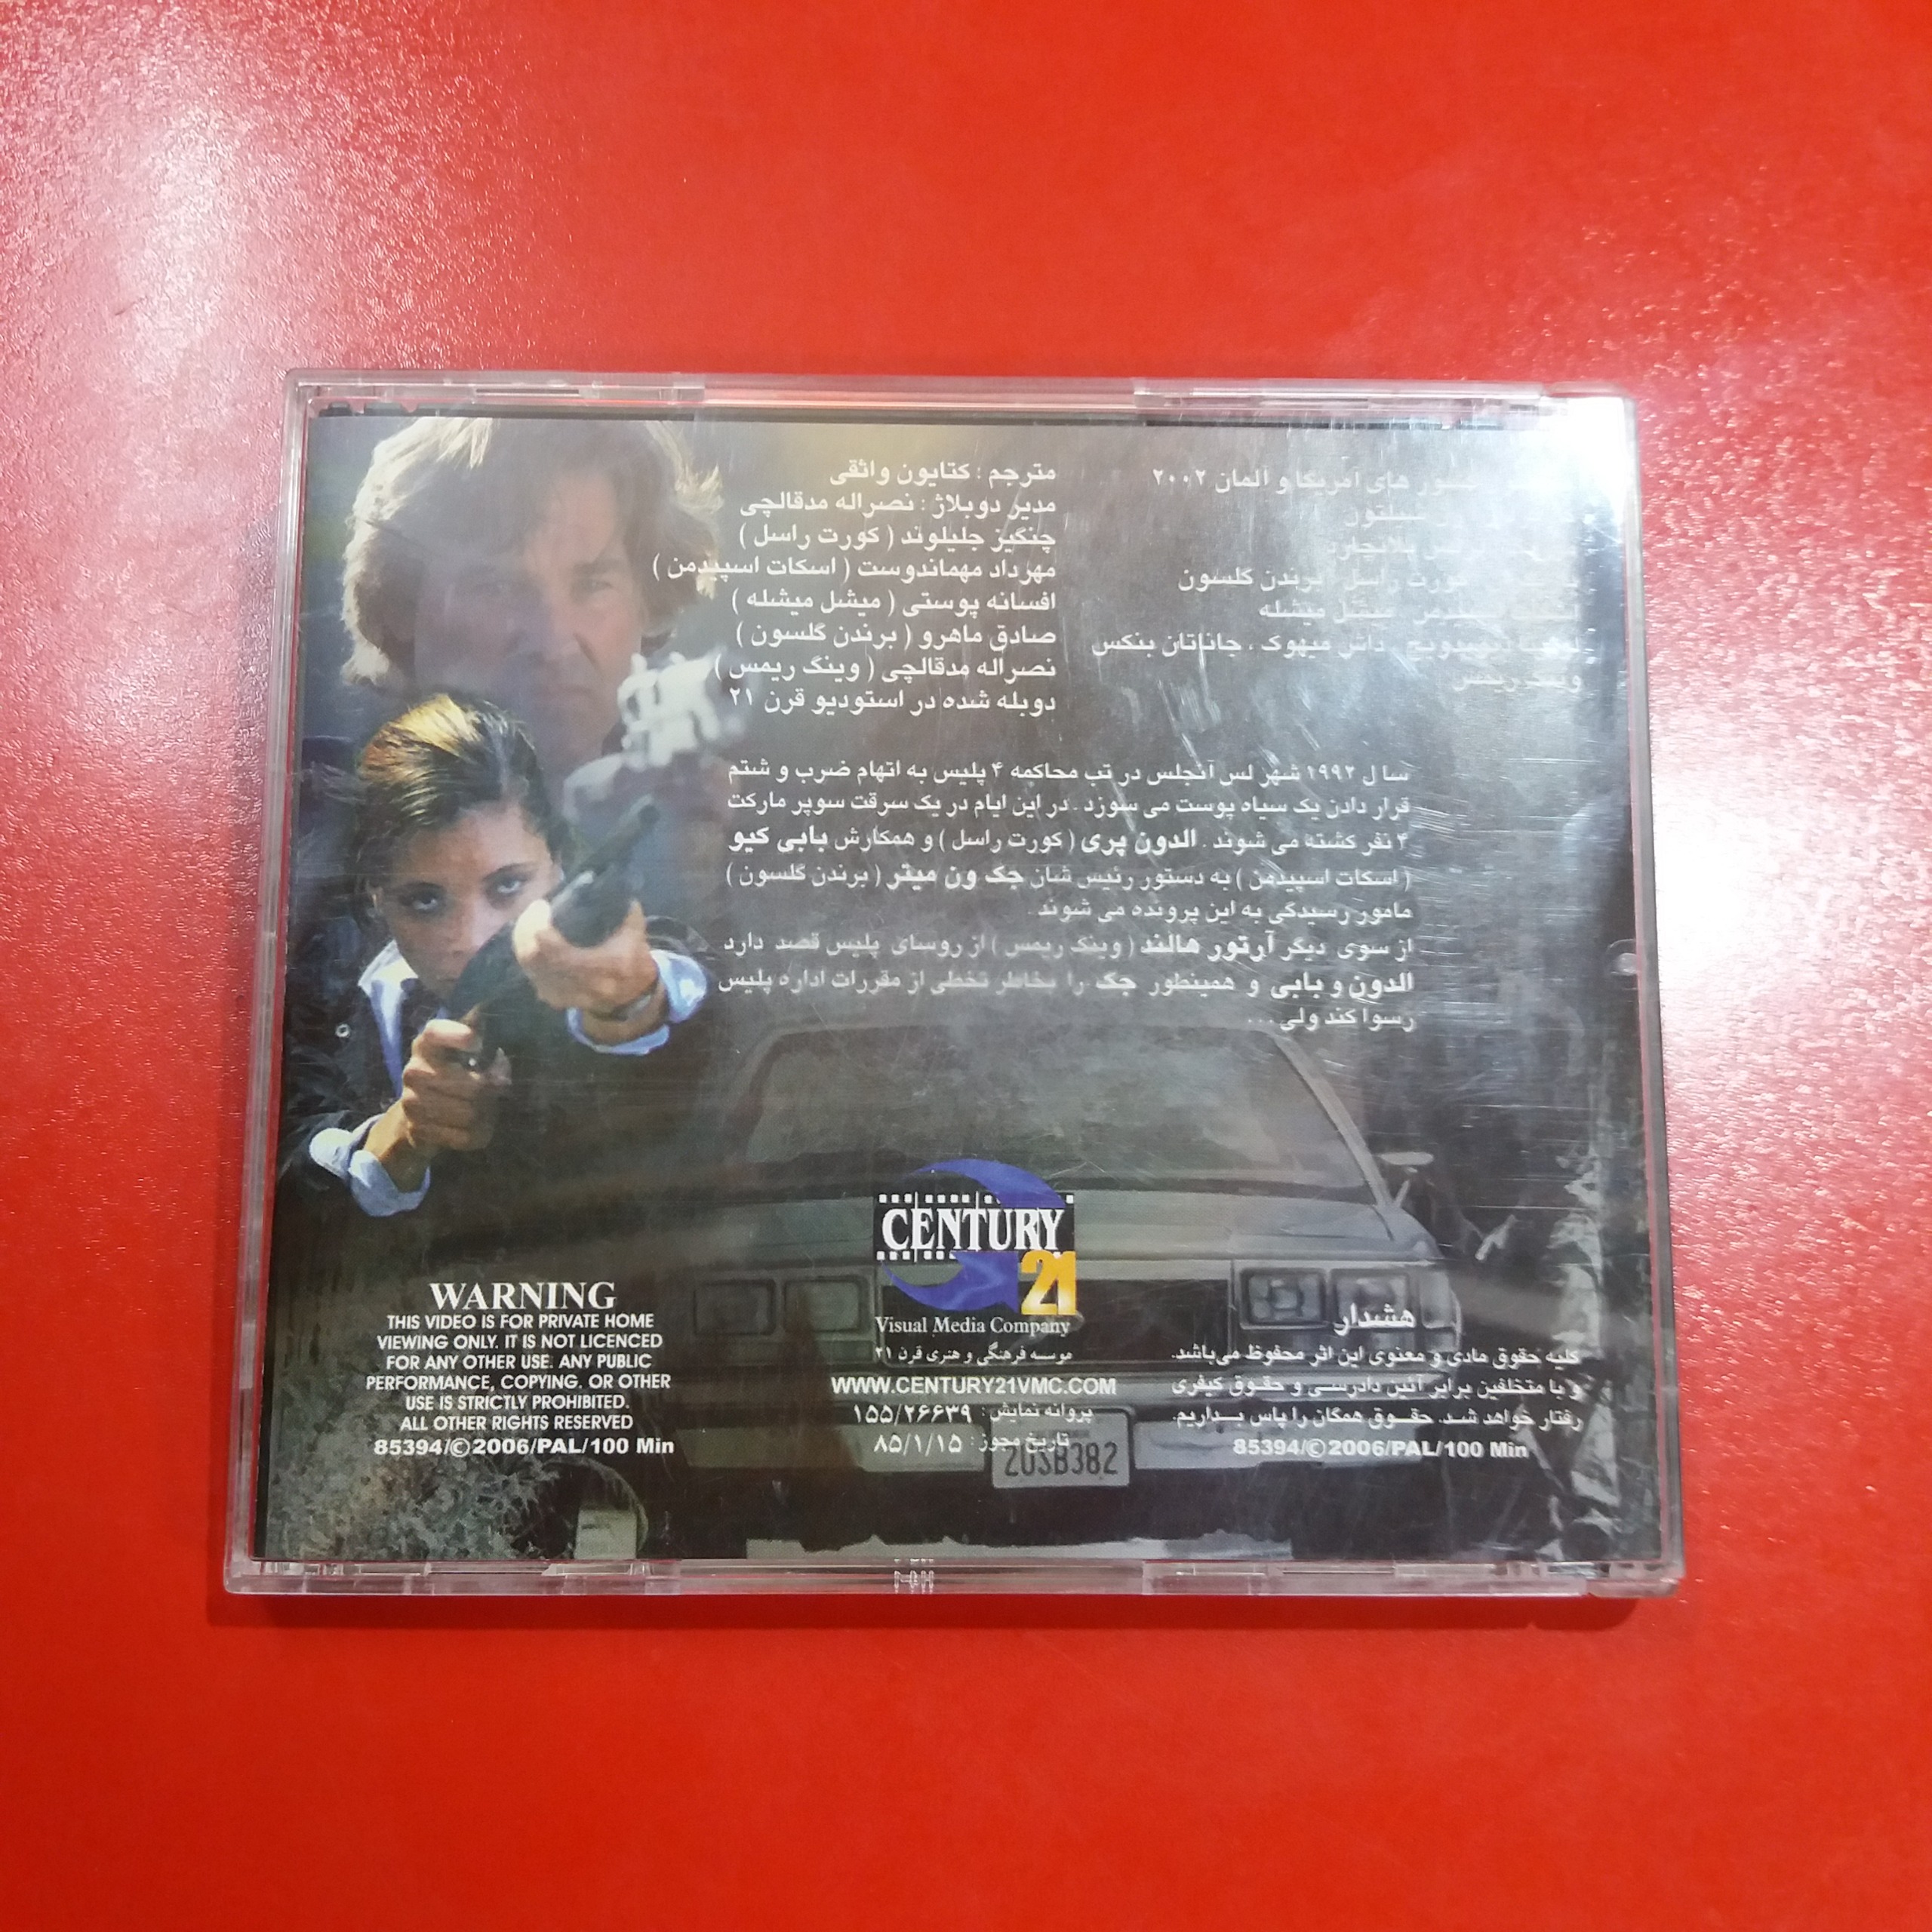 کشور های آمریکا و آلمان ۲۰۰۲
شلتون
کورت راسل برندن گلسون
میشل میشله
داش میهوک . جاناتان بنکس
وینگ ریمس
مترجم : کتایون واثقی
مدیر دوبلاژ : نصراله مدقالچی
چنگیز جلیلوند ( کورت راسل )
مهرداد مهماندوست ( اسکات اسپیدمن )
افسانه پوستی ( میشل میشله )
صادق ماهرو ( برندن گلسون )
نصراله مدقالچی ( وینگ ریمس )
دوبله شده در استودیو قرن ۲۱
سا ل ۱۹۹۲ شهر لس آنجلس در تب محاکمه ۴ پلیس به اتهام ضرب و شتم
قرار دادن یک سیاه پوست می سوزد . در این ایام در یک سرقت سوپر مارکت
۴ نفر کشته می شوند . الدون پری ( کورت راسل ) و همکارش بابی کیو
( اسکات اسپیدمن ) به دستور رئیس شان جک ون میتر ( برندن گلسون )
مامور رسیدگی به این پرونده می شوند .
از سوی دیگر آرتور هالند ( وینگ ریمس ) از روسای پلیس قصد دارد
الدون و بابی و همینطور جک را بخاطر تخطی از مقررات اداره پلیس
رسوا کند ولی...
CENTURY
21
Visual Media Company
موسسه فرهنگی و هنری قرن ۲۱
WWW.CENTURY21VMC.COM
پروانه نمایش : ۱۵۵/۲۶۶۳۹
تاریخ مجوز : ۸۵/۱/۱۵
2USB382
WARNING
THIS VIDEO IS FOR PRIVATE HOME
VIEWING ONLY. IT IS NOT LICENCED
FOR ANY OTHER USE. ANY PUBLIC
PERFORMANCE, COPYING. OR OTHER
USE IS STRICTLY PROHIBITED.
ALL OTHER RIGHTS RESERVED
85394/©2006/PAL/100 Min
هشدار
کلیه حقوق مادی و معنوی این اثر محفوظ می‌باشد.
و با متخلفین برابر آئین دادرسی و حقوق کیفری
رفتار خواهد شد. حقوق همگان را پاس بداریم.
85394/©2006/PAL/100 Min